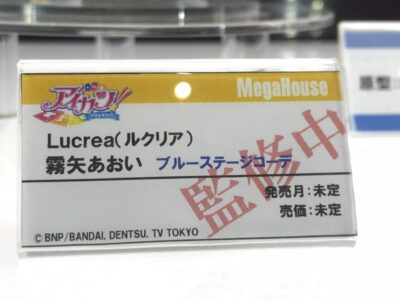 アイカツ!
MegaHouse
Lucrea(ルクリア)
霧矢あおい ブルーステージコーデ
監修中
発売月:未定
売価:未定
© BNP/BANDAI, DENTSU, TV TOKYO
原型: